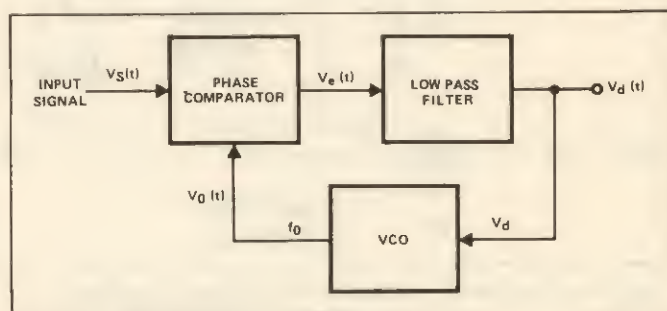 INPUT
SIGNAL
VS(t)
PHASE
COMPARATOR
Ve(t)
LOW PASS
FILTER
Vd(t)
V0(t)
f0
VCO
Vd